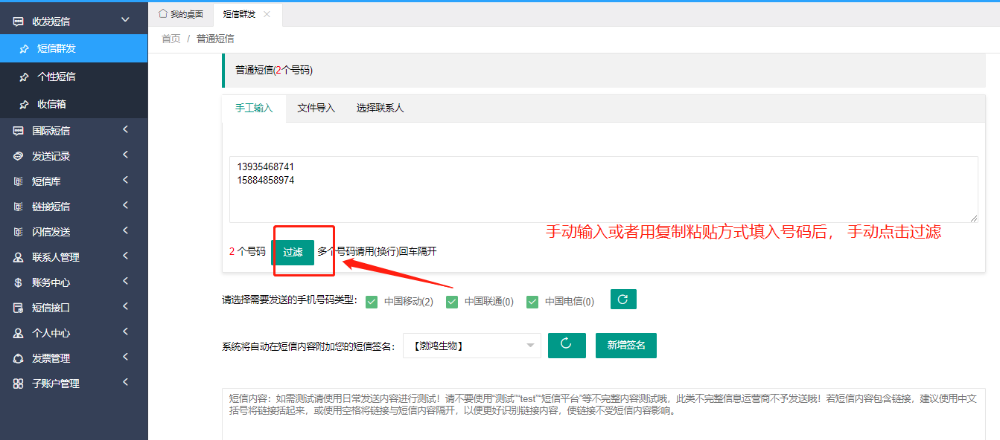 收发短信
短信群发
个性短信
收信箱
国际短信
发送记录
短信库
链接短信
闪信发送
联系人管理
账务中心
短信接口
个人中心
发票管理
子账户管理
我的桌面
短信群发
首页 / 普通短信
普通短信(2个号码)
手工输入 文件导入 选择联系人
13935468741
15884858974
手动输入或者用复制粘贴方式填入号码后， 手动点击过滤
2 个号码 过滤 多个号码请用(换行)回车隔开
请选择需要发送的手机号码类型： 中国移动(2) 中国联通(0) 中国电信(0)
系统将自动在短信内容附加您的短信签名： 【渤鸿生物】 新增签名
短信内容：如需测试请使用日常发送内容进行测试！请不要使用“测试”“test”“短信平台”等不完整内容测试哦，此类不完整信息运营商不予发送哦！若短信内容包含链接，建议使用中文
括号将链接括起来，或使用空格将链接与短信内容隔开，以便更好识别链接内容，使链接不受短信内容影响。